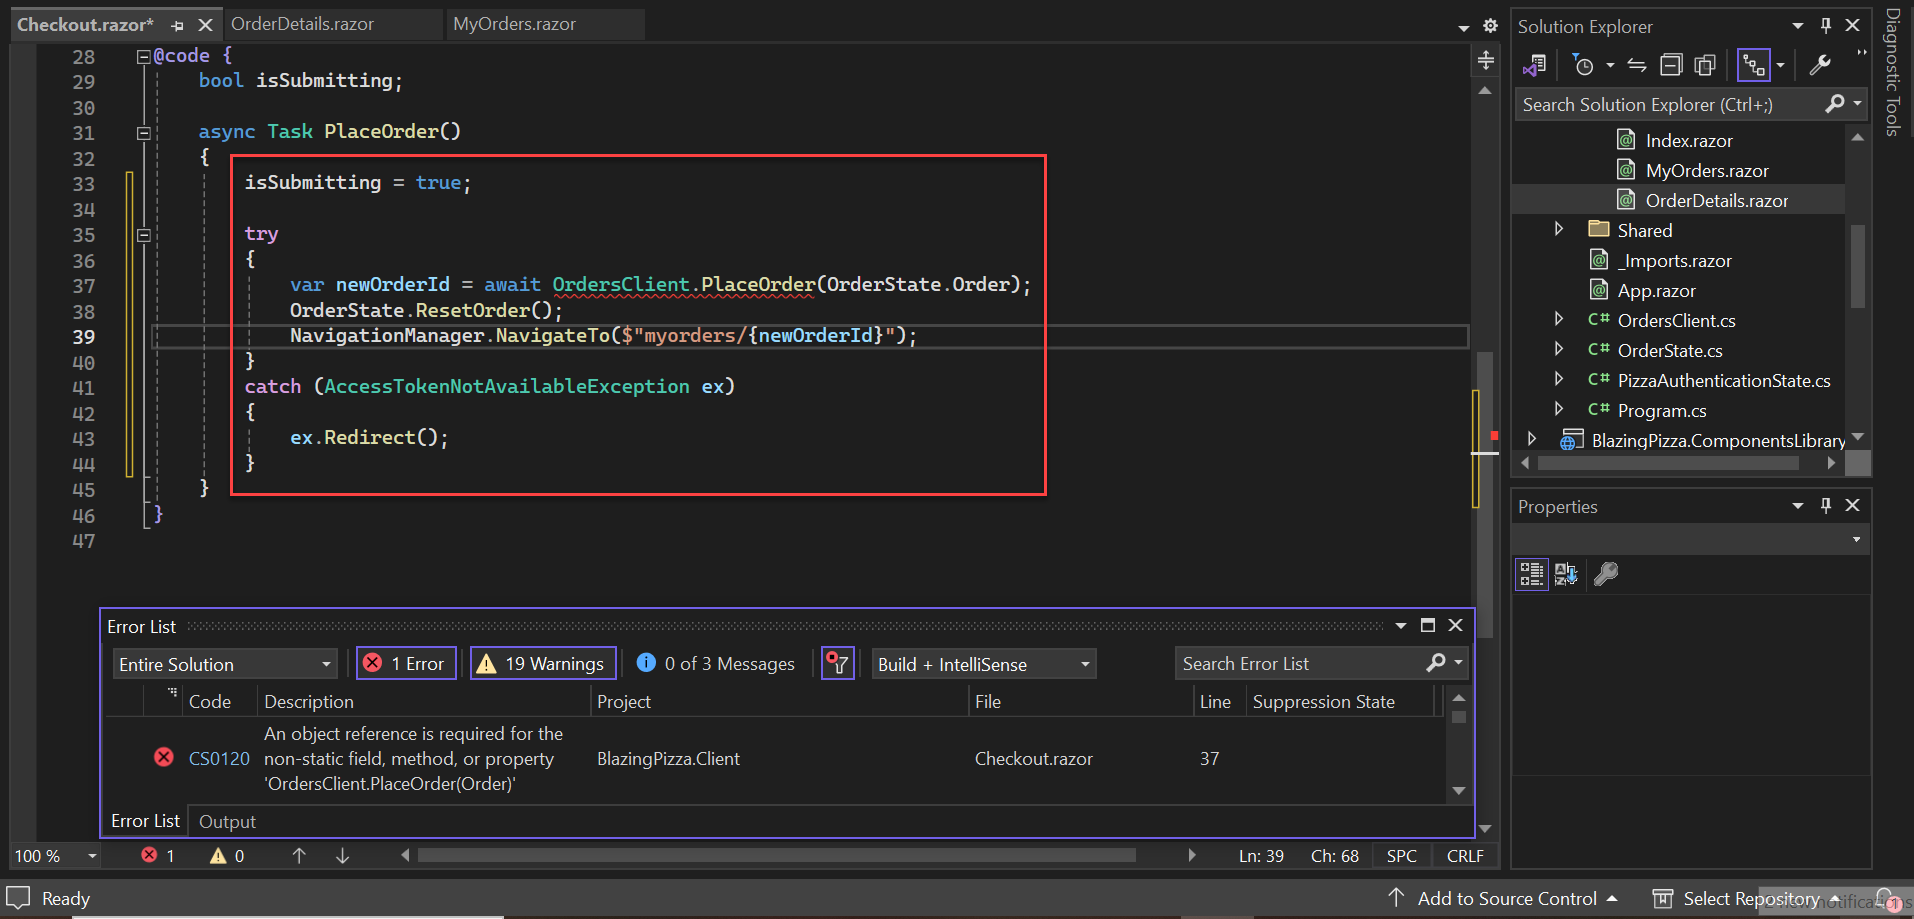 Checkout.razor*
OrderDetails.razor
MyOrders.razor
28 @code {
29 bool isSubmitting;
30
31 async Task PlaceOrder()
32 {
33 isSubmitting = true;
34
35 try
36 {
37 var newOrderId = await OrdersClient.PlaceOrder(OrderState.Order);
38 OrderState.ResetOrder();
39 NavigationManager.NavigateTo($"myorders/{newOrderId}");
40 }
41 catch (AccessTokenNotAvailableException ex)
42 {
43 ex.Redirect();
44 }
45 }
46 }
47
Error List
Entire Solution
1 Error
19 Warnings
0 of 3 Messages
Build + IntelliSense
Search Error List
Code Description Project File Line Suppression State
An object reference is required for the
CS0120 non-static field, method, or property BlazingPizza.Client Checkout.razor 37
'OrdersClient.PlaceOrder(Order)'
Error List Output
100 % 1 0 Ln: 39 Ch: 68 SPC CRLF
Solution Explorer
Search Solution Explorer (Ctrl+;)
Index.razor
MyOrders.razor
OrderDetails.razor
Shared
_Imports.razor
App.razor
C# OrdersClient.cs
C# OrderState.cs
C# PizzaAuthenticationState.cs
C# Program.cs
BlazingPizza.ComponentsLibrary
Properties
Diagnostic Tools
Ready
Add to Source Control
Select Repository
new notifications
1